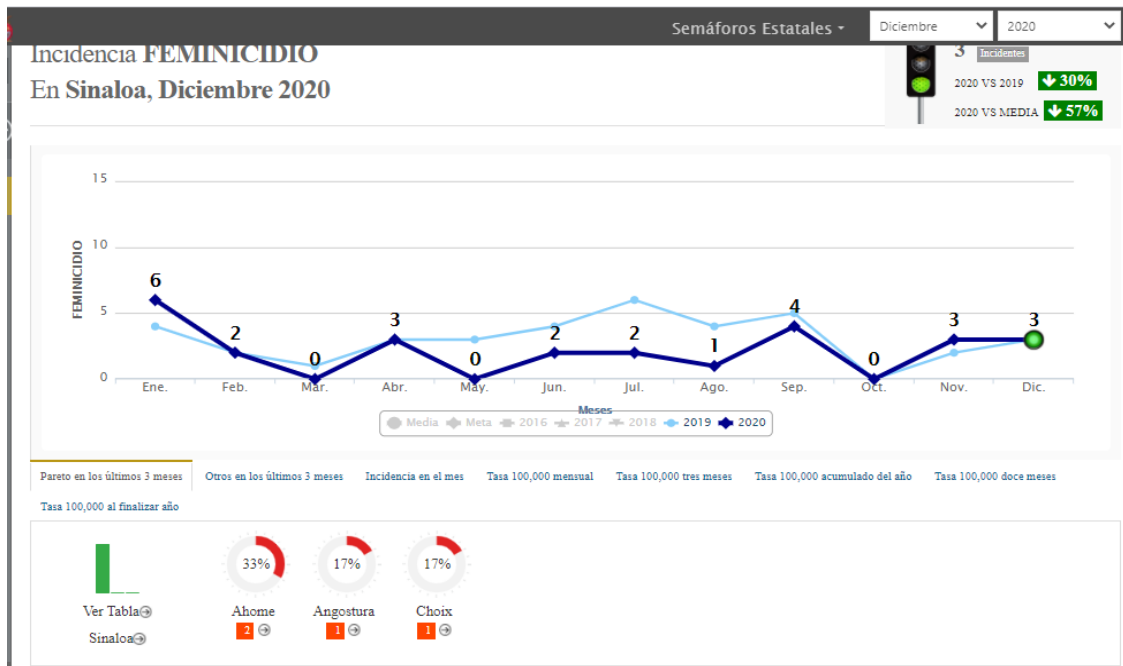 Semáforos Estatales
Diciembre
2020
Incidencia FEMINICIDIO
En Sinaloa, Diciembre 2020
3 Incidentes
2020 VS 2019 30%
2020 VS MEDIA 57%
15
10
5
0
FEMINICIDIO
6
2
0
3
0
2
2
1
4
0
3
3
Ene. Feb. Mar. Abr. May. Jun. Jul. Ago. Sep. Oct. Nov. Dic.
Meses
Media Meta 2016 2017 2018 2019 2020
Pareto en los últimos 3 meses Otros en los últimos 3 meses Incidencia en el mes Tasa 100,000 mensual Tasa 100,000 tres meses Tasa 100,000 acumulado del año Tasa 100,000 doce meses
Tasa 100,000 al finalizar año
33% 17% 17%
Ver Tabla Ahome Angostura Choix
Sinaloa 2 1 1